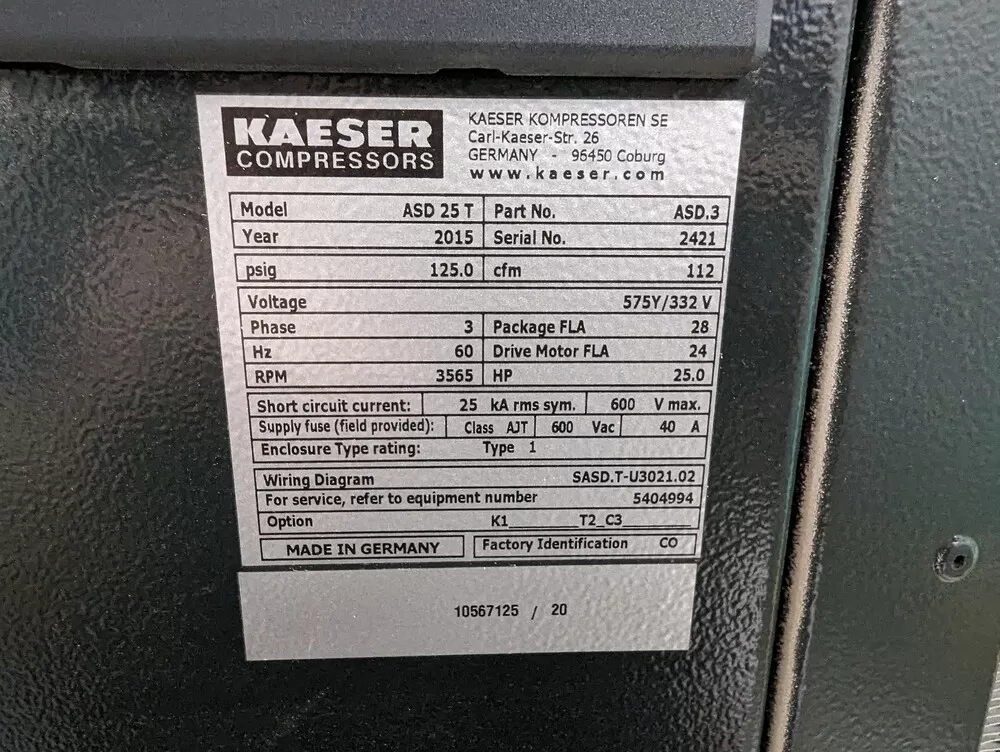 KAESER
COMPRESSORS
KAESER KOMPRESSOREN SE
Carl-Kaeser-Str. 26
GERMANY - 96450 Coburg
www.kaeser.com
Model ASD 25 T Part No. ASD.3
Year 2015 Serial No. 2421
psig 125.0 cfm 112
Voltage 575Y/332 V
Phase 3 Package FLA 28
Hz 60 Drive Motor FLA 24
RPM 3565 HP 25.0
Short circuit current: 25 kA rms sym. 600 V max.
Supply fuse (field provided): Class AJT 600 Vac 40 A
Enclosure Type rating: Type 1
Wiring Diagram SASD.T-U3021.02
For service, refer to equipment number 5404994
Option K1________T2_C3________
MADE IN GERMANY Factory Identification CO
10567125 / 20